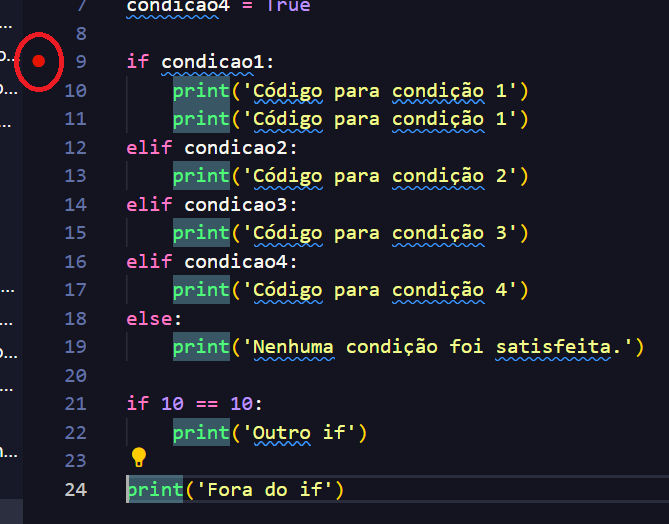 7 condicao4 = True
8
9 if condicao1:
10 print('Código para condição 1')
11 print('Código para condição 1')
12 elif condicao2:
13 print('Código para condição 2')
14 elif condicao3:
15 print('Código para condição 3')
16 elif condicao4:
17 print('Código para condição 4')
18 else:
19 print('Nenhuma condição foi satisfeita.')
20
21 if 10 == 10:
22 print('Outro if')
23
24 print('Fora do if')